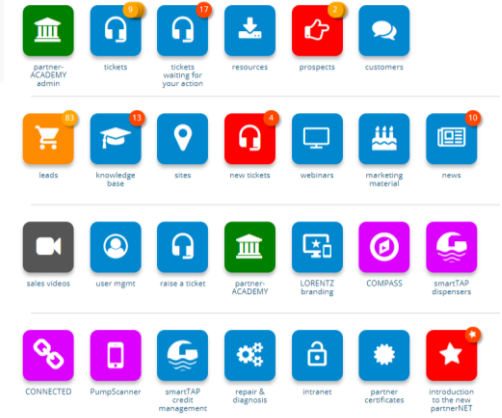 9
17
2
partner-
ACADEMY
admin
tickets
tickets
waiting for
your action
resources
prospects
customers
83
13
4
10
leads
knowledge
base
sites
new tickets
webinars
marketing
material
news
sales videos
user mgmt
raise a ticket
partner-
ACADEMY
LORENTZ
branding
COMPASS
smartTAP
dispensers
CONNECTED
PumpScanner
smartTAP
credit
management
repair &
diagnosis
intranet
partner
certificates
introduction
to the new
partnerNET